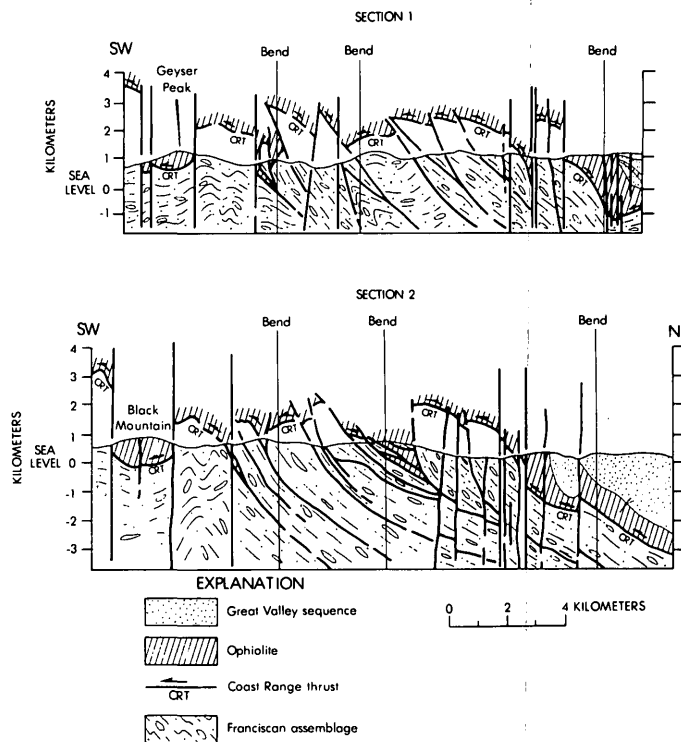 SECTION 1
SW
Bend
Bend
Bend
Geyser
Peak
KILOMETERS
4
3
2
1
SEA
LEVEL
0
-1
CRT
CRT
CRT
CRT
CRT
CRT
SECTION 2
SW
Bend
Bend
Bend
N
KILOMETERS
4
3
2
1
SEA
LEVEL
0
-1
-2
-3
Black
Mountain
CRT
CRT
CRT
CRT
CRT
CRT
CRT
EXPLANATION
Great Valley sequence
Ophiolite
CRT
Coast Range thrust
Franciscan assemblage
0 2 4 KILOMETERS